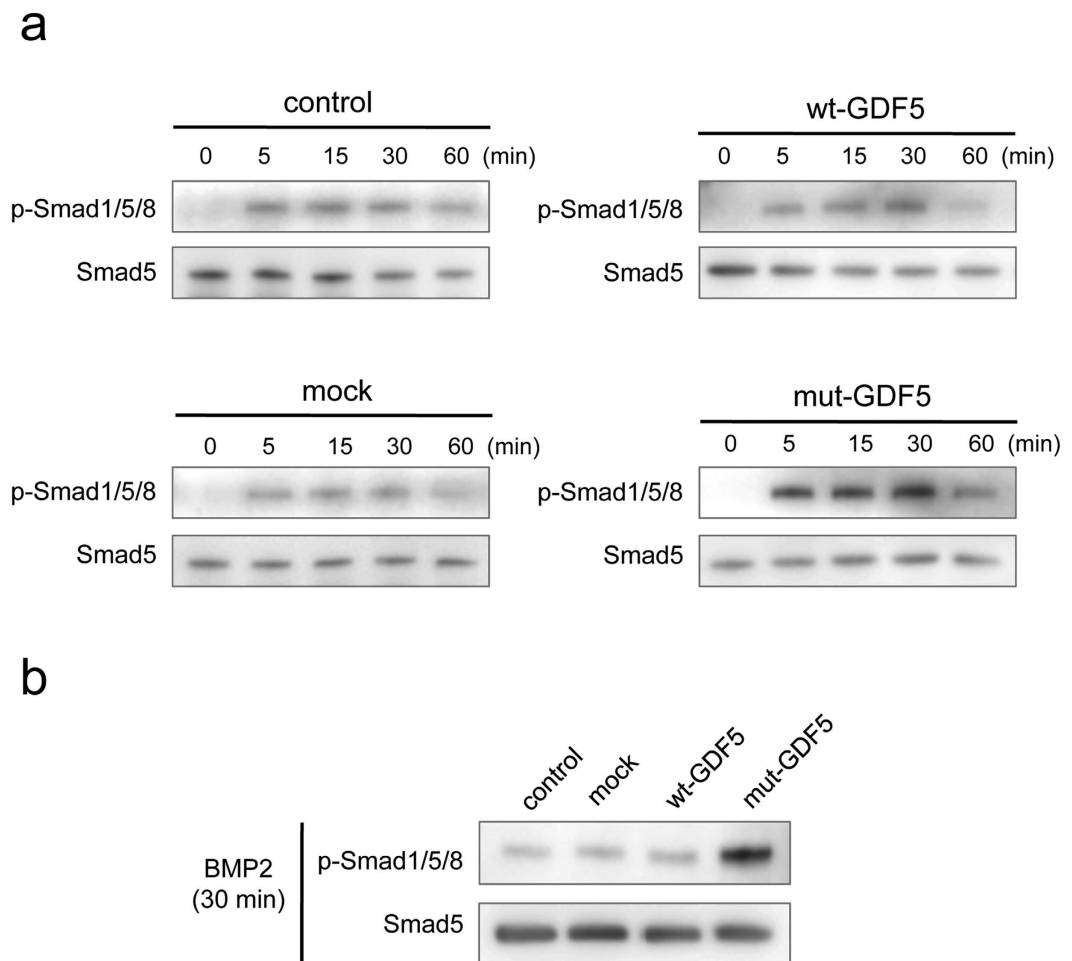 a
control
0 5 15 30 60 (min)
p-Smad1/5/8
Smad5
wt-GDF5
0 5 15 30 60 (min)
p-Smad1/5/8
Smad5
mock
0 5 15 30 60 (min)
p-Smad1/5/8
Smad5
mut-GDF5
0 5 15 30 60 (min)
p-Smad1/5/8
Smad5
b
control mock wt-GDF5 mut-GDF5
BMP2
(30 min)
p-Smad1/5/8
Smad5